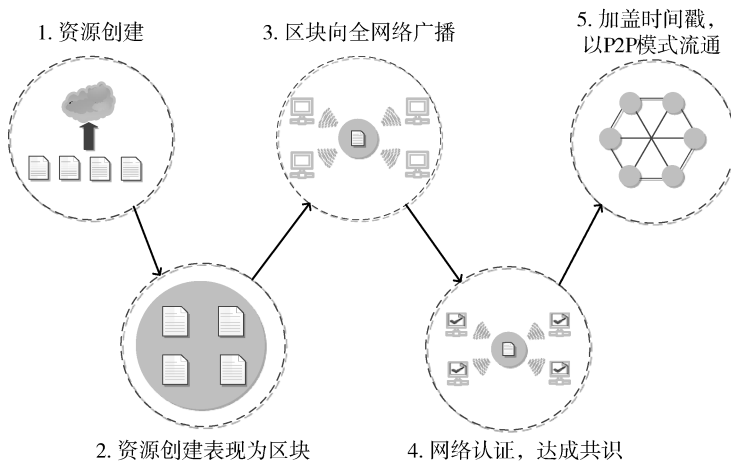 1. 资源创建
2. 资源创建表现为区块
3. 区块向全网络广播
4. 网络认证，达成共识
5. 加盖时间戳，
以P2P模式流通